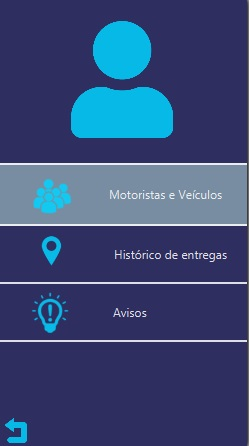 Motoristas e Veículos
Histórico de entregas
Avisos